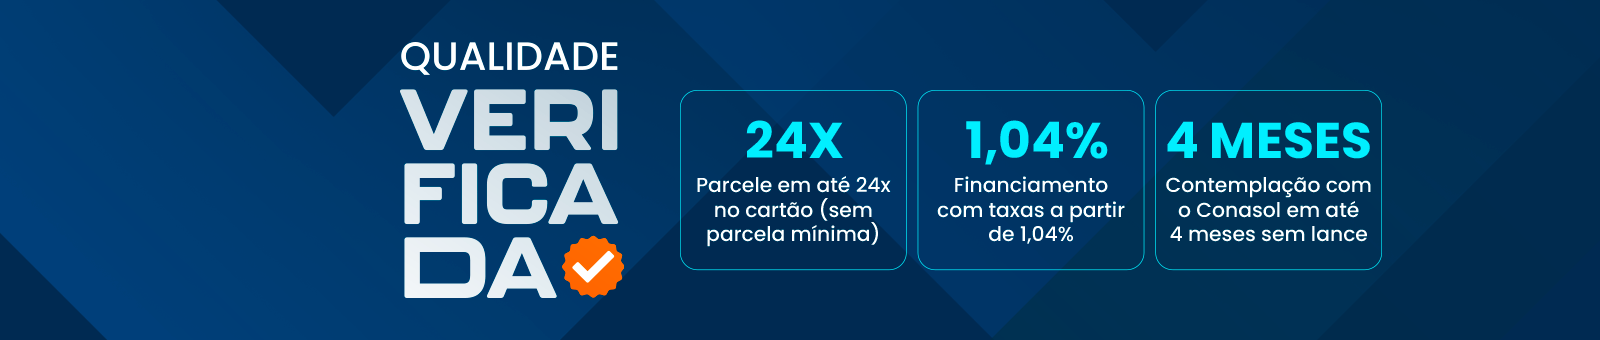 QUALIDADE
VERI
FICA
DA
24X
Parcele em até 24x
no cartão (sem
parcela mínima)
1,04%
Financiamento
com taxas a partir
de 1,04%
4 MESES
Contemplação com
o Conasol em até
4 meses sem lance